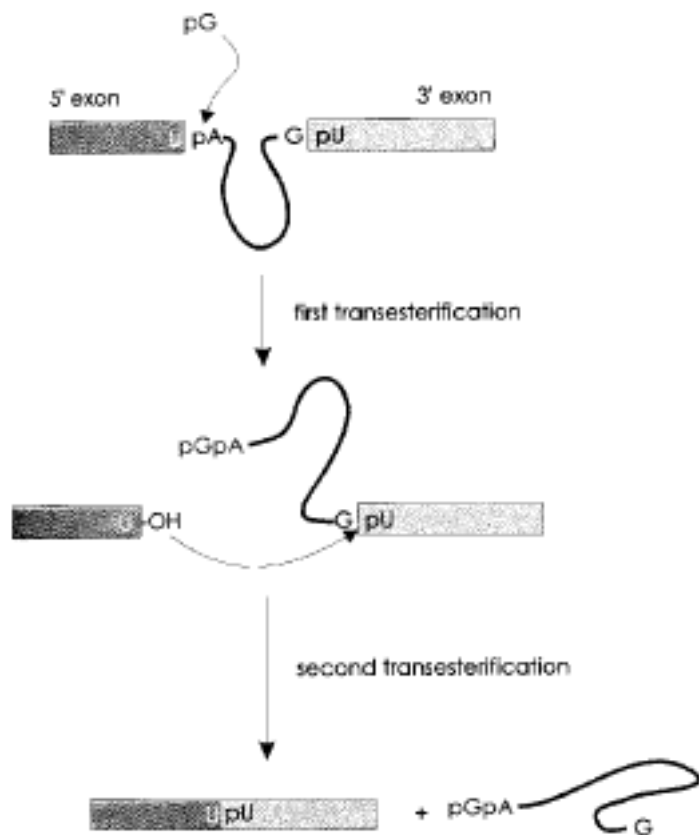 pG
5' exon
3' exon
pA
G
pU
first transesterification
pGpA
OH
G
pU
second transesterification
pU
+
pGpA
G